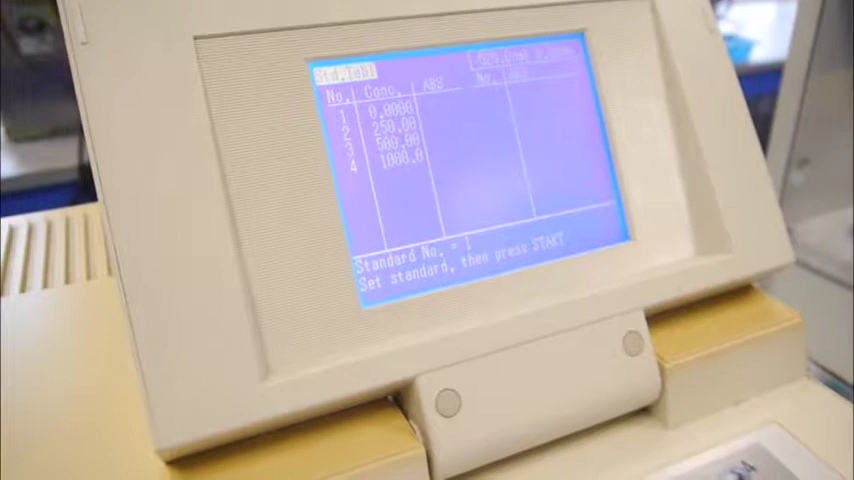 Std.Tabl
No. Conc. ABS
1 0.0000
2 250.00
3 500.00
4 1000.0
Standard No. = 1
Set standard, then press START